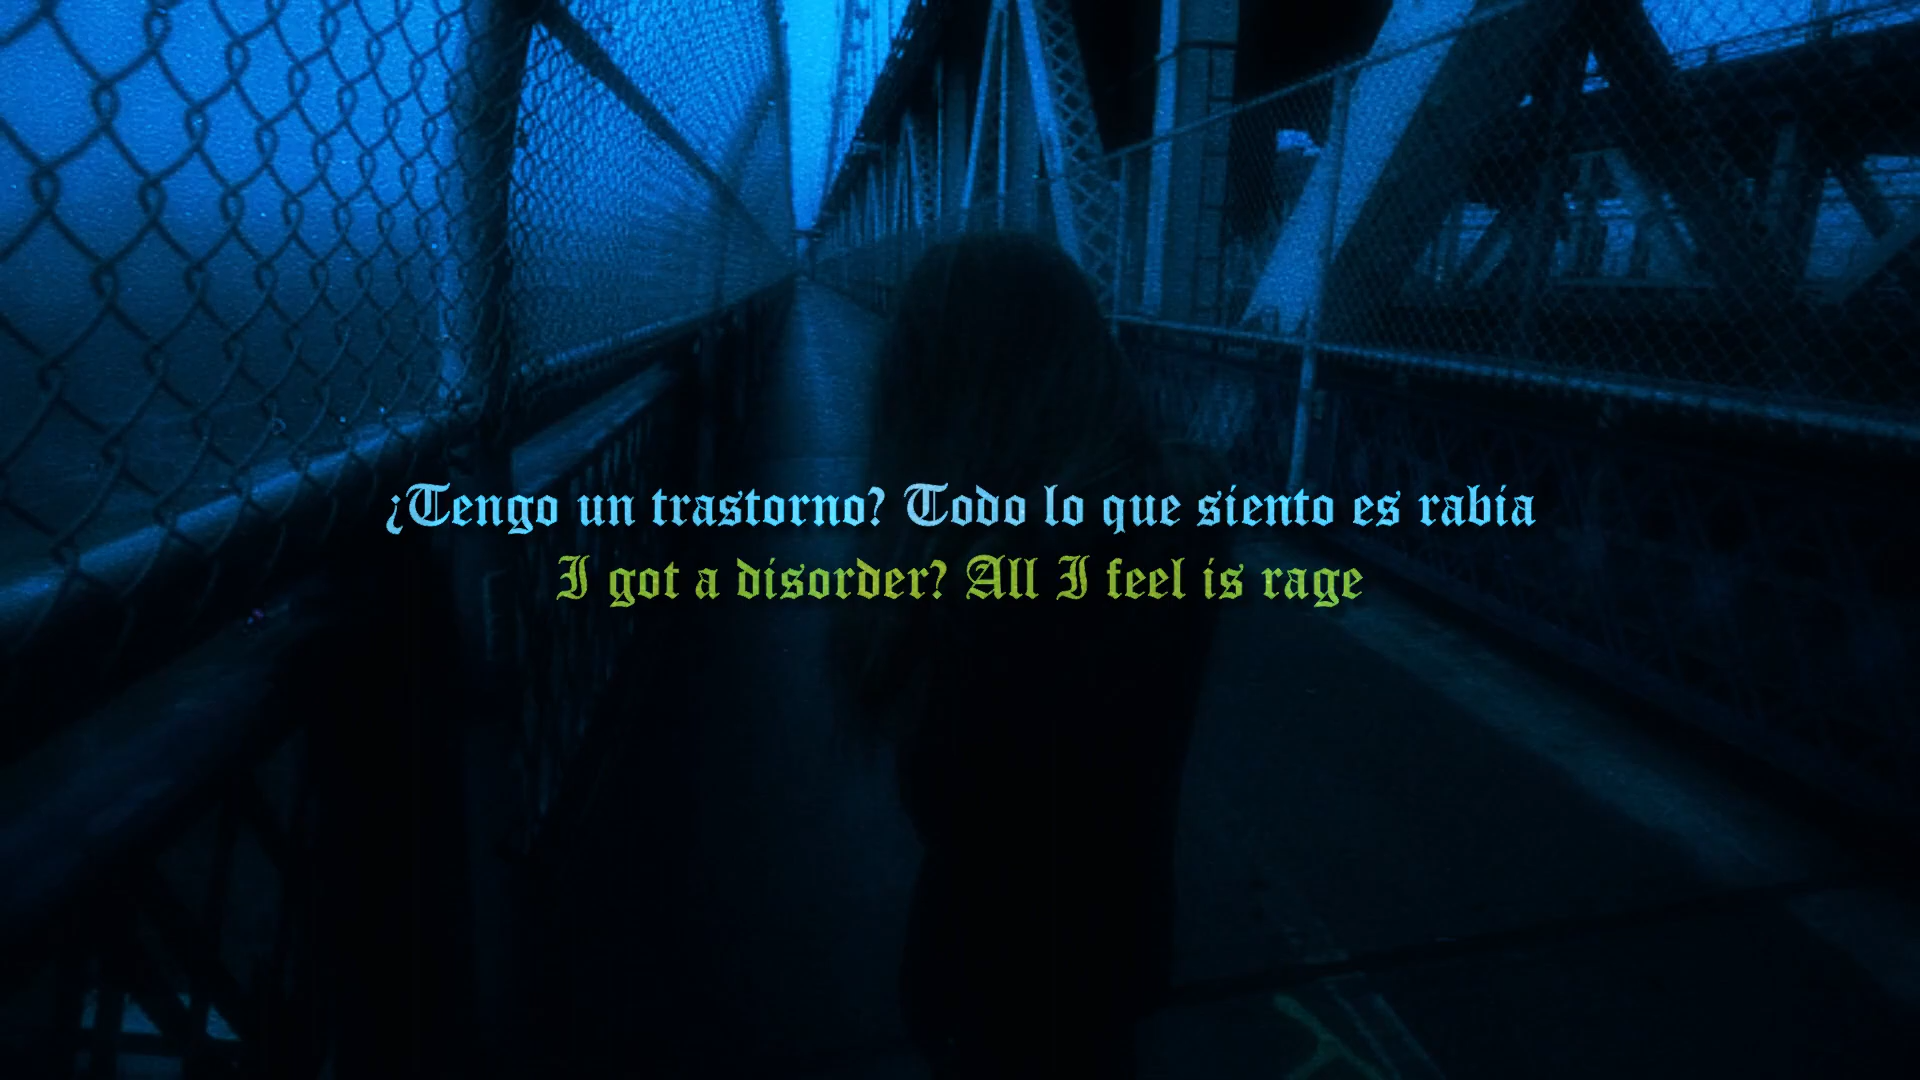 ¿Tengo un trastorno? Todo lo que siento es rabia
I got a disorder? All I feel is rage